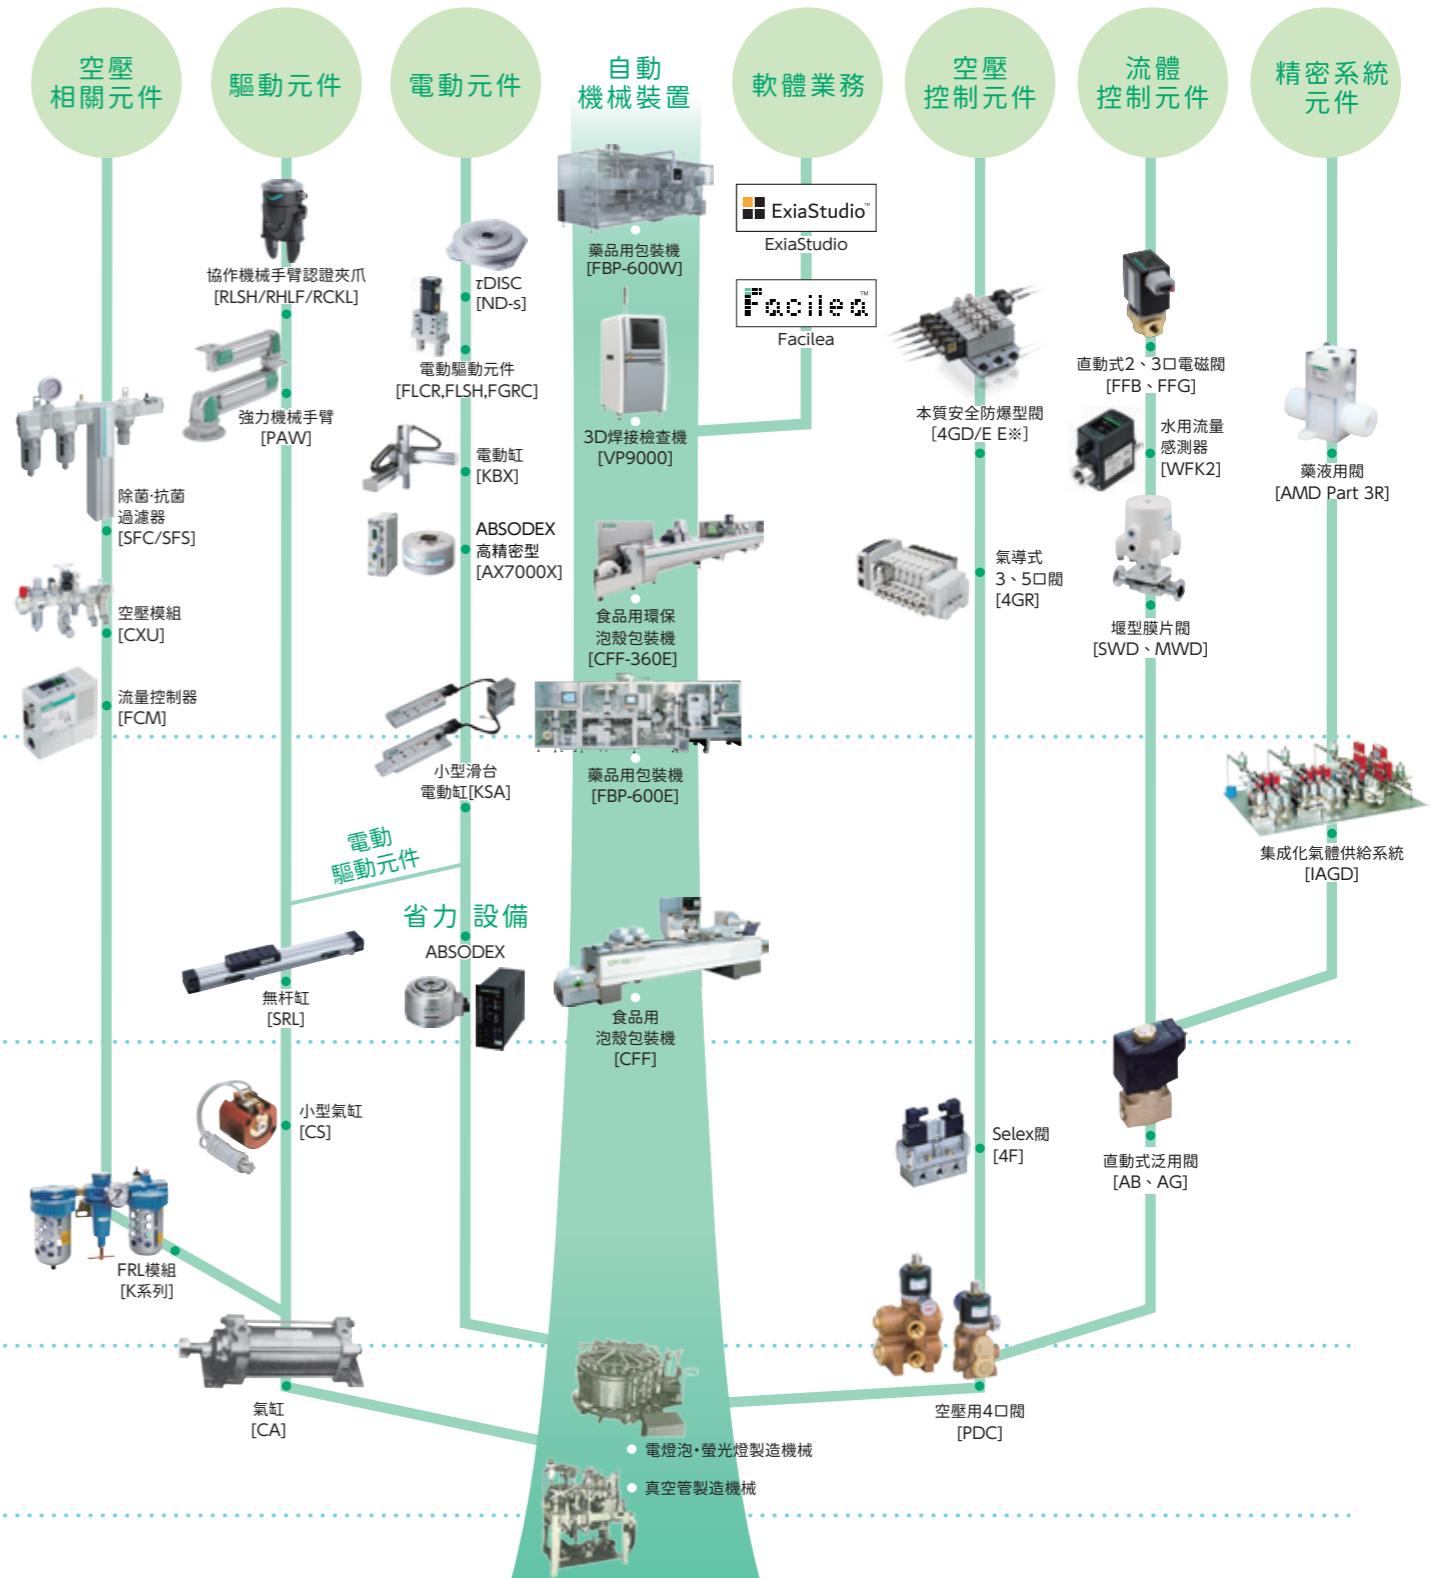 空壓
相關元件
驅動元件
電動元件
自動
機械裝置
軟體業務
空壓
控制元件
流體
控制元件
精密系統
元件
協作機械手臂認證夾爪
[RLSH/RHLF/RCKL]
強力機械手臂
[PAW]
除菌·抗菌
過濾器
[SFC/SFS]
空壓模組
[CXU]
流量控制器
[FCM]
τDISC
[ND-s]
電動驅動元件
[FLCR,FLSH,FGRC]
電動缸
[KBX]
ABSODEX
高精密型
[AX7000X]
小型滑台
電動缸[KSA]
電動
驅動元件
省力 設備
ABSODEX
無杆缸
[SRL]
小型氣缸
[CS]
FRL模組
[K系列]
氣缸
[CA]
藥品用包裝機
[FBP-600W]
3D焊接檢查機
[VP9000]
食品用環保
泡殼包裝機
[CFF-360E]
藥品用包裝機
[FBP-600E]
食品用
泡殼包裝機
[CFF]
電燈泡•螢光燈製造機械
真空管製造機械
ExiaStudio™
ExiaStudio
Facilea™
Facilea
本質安全防爆型閥
[4GD/E E※]
氣導式
3、5口閥
[4GR]
Selex閥
[4F]
空壓用4口閥
[PDC]
直動式2、3口電磁閥
[FFB、FFG]
水用流量
感測器
[WFK2]
堰型膜片閥
[SWD、MWD]
直動式泛用閥
[AB、AG]
藥液用閥
[AMD Part 3R]
集成化氣體供給系統
[IAGD]